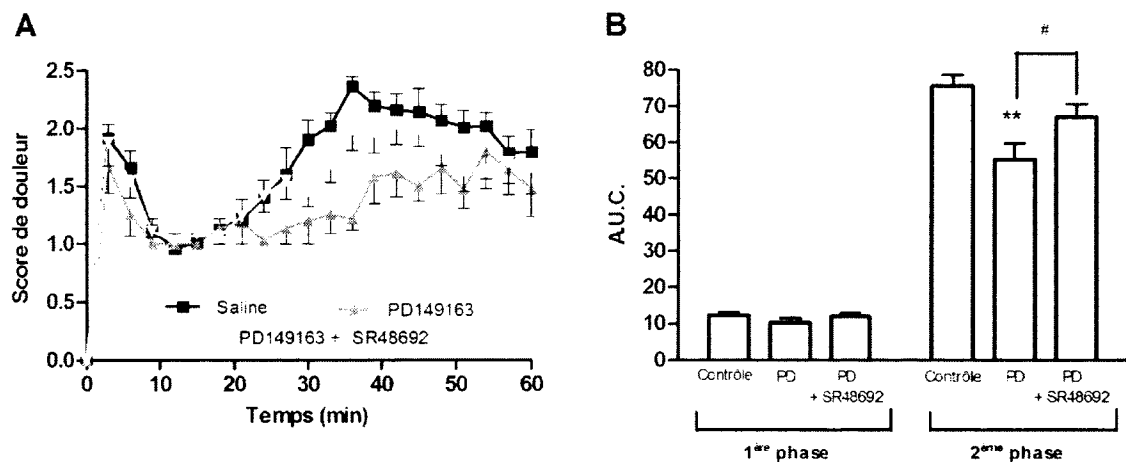 A
Score de douleur
2.5
2.0
1.5
1.0
0.0
0
10
20
30
40
50
60
Temps (min)
Saline
PD149163
PD149163 + SR48692
B
A.U.C.
80
70
60
50
40
30
20
10
0
**
#
Contrôle
PD
PD
+ SR48692
Contrôle
PD
PD
+ SR48692
1ère phase
2ème phase